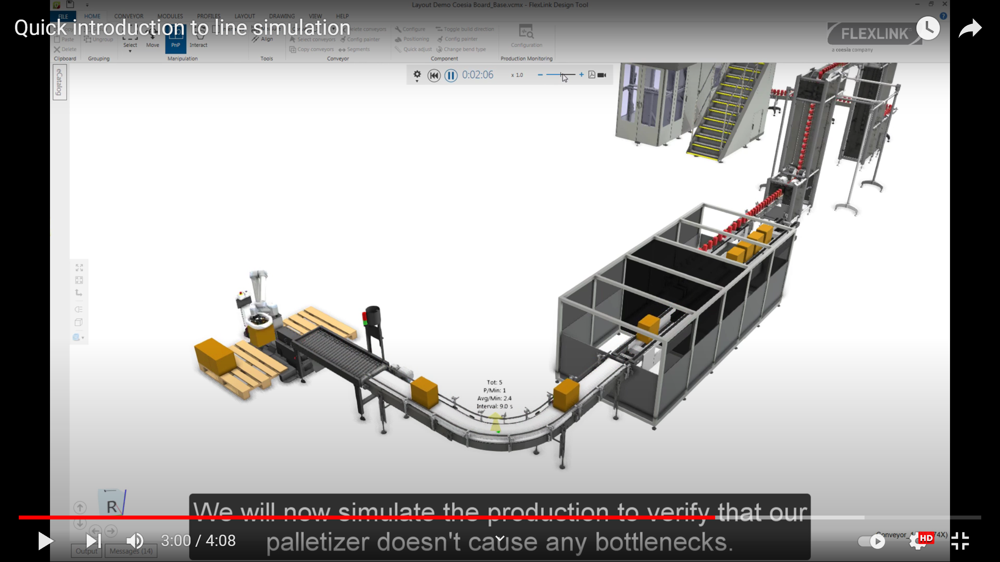 Layout Demo Coesia Board_Base.vcmx - FlexLink Design Tool
FILE HOME CONVEYOR MODULES PROFILES LAYOUT DRAWING VIEW HELP
Quick introduction to line simulation
Delete conveyors
Configure
Toggle build direction
Paste
Ungroup
Align
Select conveyors
Config painter
Positioning
Config painter
Delete
Select
Move
PnP
Interact
Copy conveyors
Segments
Quick adjust
Change bend type
Configuration
Clipboard
Grouping
Manipulation
Tools
Conveyor
Component
Production Monitoring
FLEXLINK
a coesia company
eCatalog
0:02:06
x 1.0
Tot: 5
P/Min: 1
Avg/Min: 2.4
Interval: 9.0 s
R
We will now simulate the production to verify that our
palletizer doesn't cause any bottlenecks.
3:00 / 4:08
Output
Messages (14)
HD